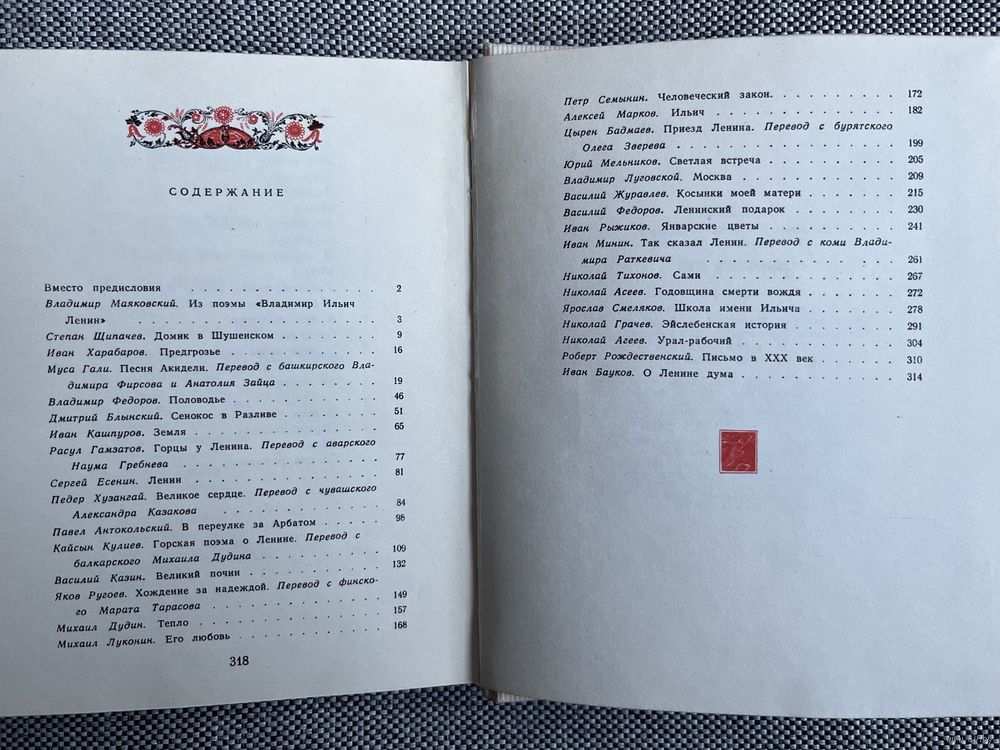 СОДЕРЖАНИЕ
Вместо предисловия 2
Владимир Маяковский. Из поэмы «Владимир Ильич
Ленин» . . . . . . . . . . . . . . . 3
Степан Щипачев. Домик в Шушенском . . . . . . 9
Иван Харабаров. Предгрозье . . . . . . . . . 16
Муса Гали. Песня Акидели. Перевод с башкирского Вла-
димира Фирсова и Анатолия Зайца . . . . . . 19
Владимир Федоров. Половодье . . . . . . . . . 46
Дмитрий Блынский. Сенокос в Разливе . . . . . . 51
Иван Кашпуров. Земля . . . . . . . . . . . 65
Расул Гамзатов. Горцы у Ленина. Перевод с аварского
Наума Гребнева . . . . . . . . . . . 77
Сергей Есенин. Ленин . . . . . . . . . . . 81
Педер Хузангай. Великое сердце. Перевод с чувашского
Александра Казакова . . . . . . . . . 84
Павел Антокольский. В переулке за Арбатом . . . . 98
Кайсын Кулиев. Горская поэма о Ленине. Перевод с
балкарского Михаила Дудина . . . . . . . 109
Василий Казин. Великий почин . . . . . . . . 132
Яков Ругоев. Хождение за надеждой. Перевод с финско-
го Марата Тарасова . . . . . . . . . . 149
Михаил Дудин. Тепло . . . . . . . . . . . 157
Михаил Луконин. Его любовь . . . . . . . . . 168
318
Петр Семынин. Человеческий закон. . . . . . . . 172
Алексей Марков. Ильич . . . . . . . . . . . 182
Цырен Бадмаев. Приезд Ленина. Перевод с бурятского
Олега Зверева . . . . . . . . . . . . 199
Юрий Мельников. Светлая встреча . . . . . . . 205
Владимир Луговской. Москва . . . . . . . . . 209
Василий Журавлев. Косынки моей матери . . . . . 215
Василий Федоров. Ленинский подарок . . . . . . 230
Иван Рыжиков. Январские цветы . . . . . . . . 241
Иван Минин. Так сказал Ленин. Перевод с коми Влади-
мира Раткевича . . . . . . . . . . . 261
Николай Тихонов. Сами . . . . . . . . . . . 267
Николай Асеев. Годовщина смерти вождя . . . . . 272
Ярослав Смеляков. Школа имени Ильича . . . . . 278
Николай Грачев. Эйслебенская история . . . . . . 291
Николай Агеев. Урал-рабочий . . . . . . . . . 304
Роберт Рождественский. Письмо в XXX век . . . . 310
Иван Бауков. О Ленине дума . . . . . . . . . 314